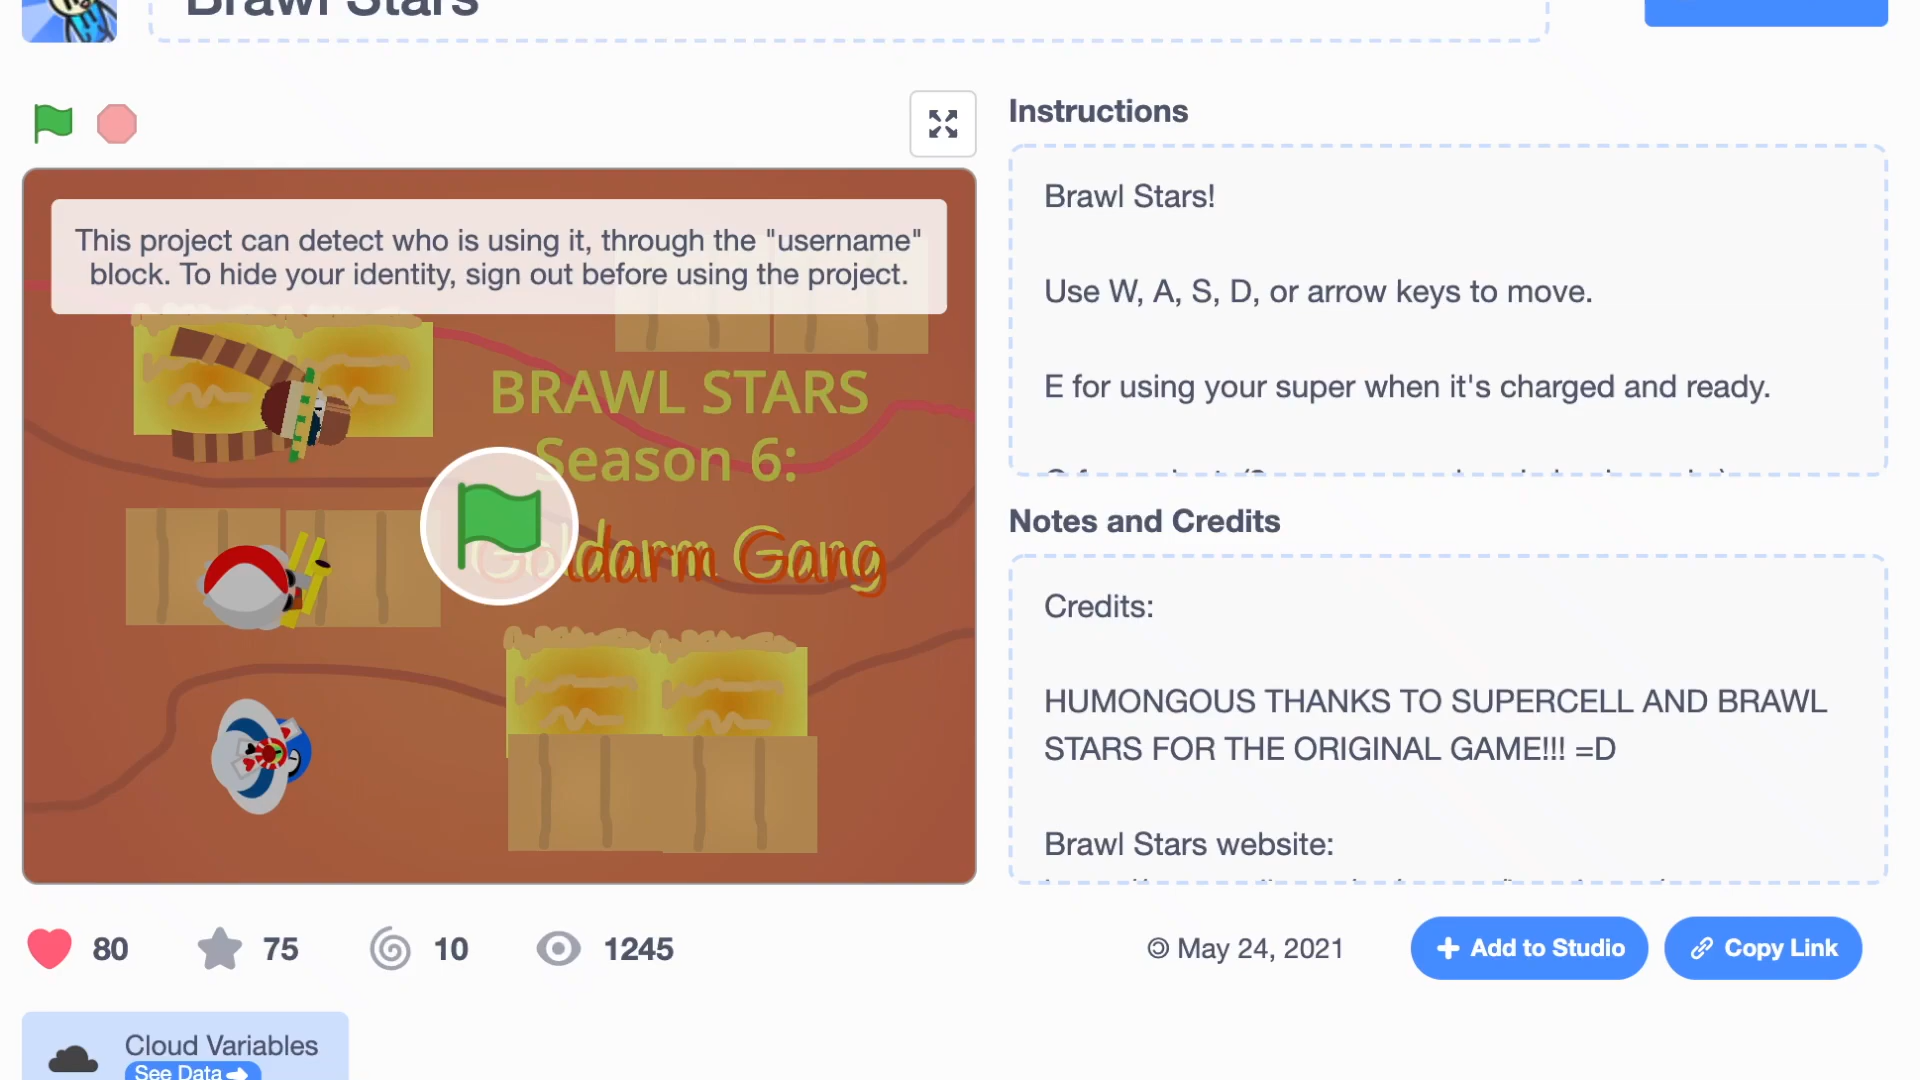 Brawl Stars
Instructions
This project can detect who is using it, through the "username"
block. To hide your identity, sign out before using the project.
BRAWL STARS
Season 6:
Goldarm Gang
Brawl Stars!
Use W, A, S, D, or arrow keys to move.
E for using your super when it's charged and ready.
Notes and Credits
Credits:
HUMONGOUS THANKS TO SUPERCELL AND BRAWL
STARS FOR THE ORIGINAL GAME!!! =D
Brawl Stars website:
80
75
10
1245
© May 24, 2021
Add to Studio
Copy Link
Cloud Variables
See Data